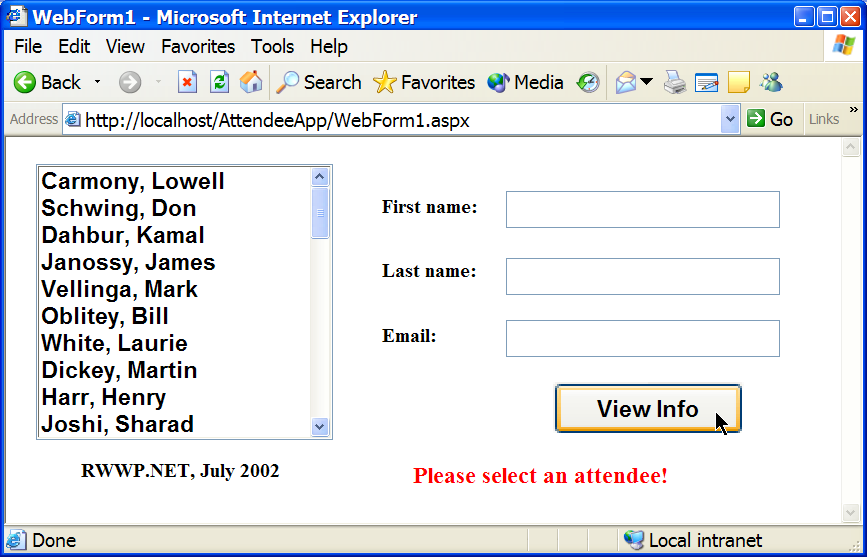 WebForm1 - Microsoft Internet Explorer
File Edit View Favorites Tools Help
Back Search Favorites Media
Address http://localhost/AttendeeApp/WebForm1.aspx Go Links »
Carmony, Lowell
Schwing, Don
Dahbur, Kamal
Janossy, James
Vellinga, Mark
Oblitey, Bill
White, Laurie
Dickey, Martin
Harr, Henry
Joshi, Sharad
First name:
Last name:
Email:
View Info
RWWP.NET, July 2002
Please select an attendee!
Done Local intranet